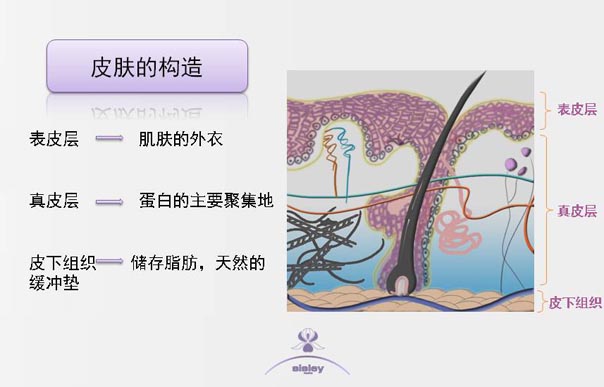 皮肤的构造
表皮层
肌肤的外衣
真皮层
蛋白的主要聚集地
皮下组织
储存脂肪，天然的
缓冲垫
表皮层
真皮层
皮下组织
sisley